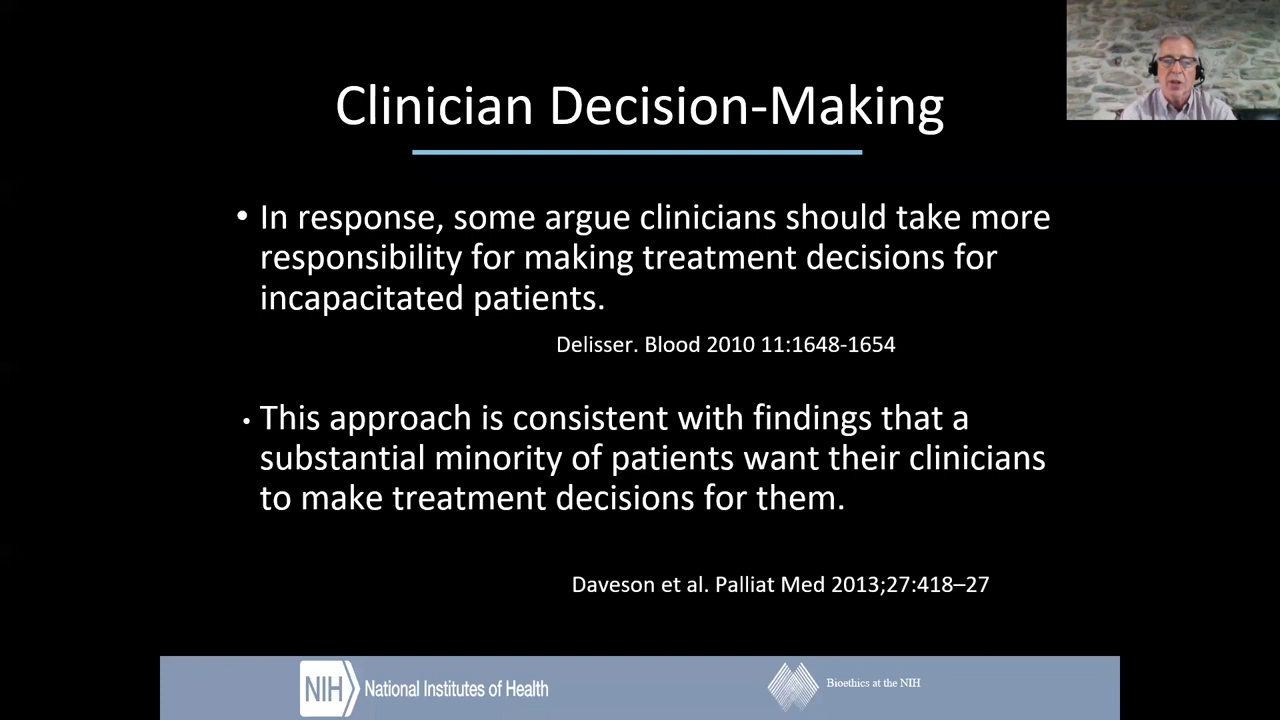 Clinician Decision-Making
• In response, some argue clinicians should take more
responsibility for making treatment decisions for
incapacitated patients.
Delisser. Blood 2010 11:1648-1654
• This approach is consistent with findings that a
substantial minority of patients want their clinicians
to make treatment decisions for them.
Daveson et al. Palliat Med 2013;27:418–27
NIH National Institutes of Health
Bioethics at the NIH